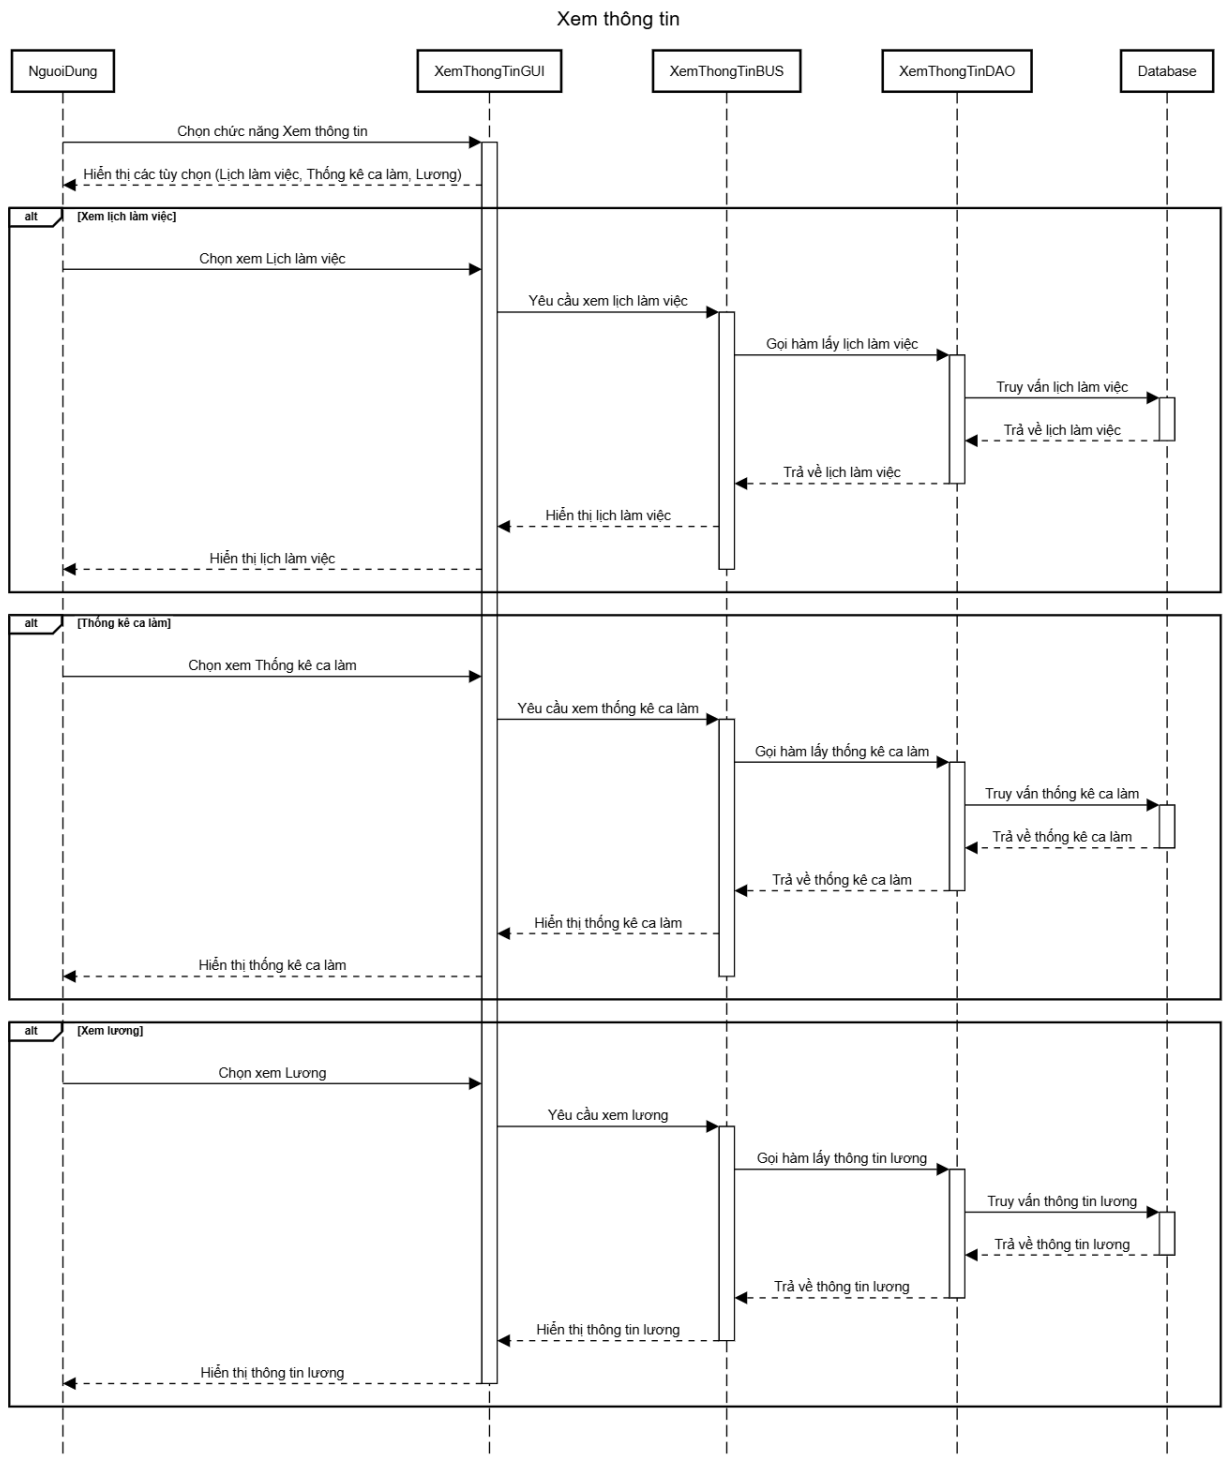 Xem thông tin
NguoiDung
XemThongTinGUI
XemThongTinBUS
XemThongTinDAO
Database
Chọn chức năng Xem thông tin
Hiển thị các tùy chọn (Lịch làm việc, Thống kê ca làm, Lương)
alt
[Xem lịch làm việc]
Chọn xem Lịch làm việc
Yêu cầu xem lịch làm việc
Gọi hàm lấy lịch làm việc
Truy vấn lịch làm việc
Trả về lịch làm việc
Trả về lịch làm việc
Hiển thị lịch làm việc
Hiển thị lịch làm việc
alt
[Thống kê ca làm]
Chọn xem Thống kê ca làm
Yêu cầu xem thống kê ca làm
Gọi hàm lấy thống kê ca làm
Truy vấn thống kê ca làm
Trả về thống kê ca làm
Trả về thống kê ca làm
Hiển thị thống kê ca làm
Hiển thị thống kê ca làm
alt
[Xem lương]
Chọn xem Lương
Yêu cầu xem lương
Gọi hàm lấy thông tin lương
Truy vấn thông tin lương
Trả về thông tin lương
Trả về thông tin lương
Hiển thị thông tin lương
Hiển thị thông tin lương